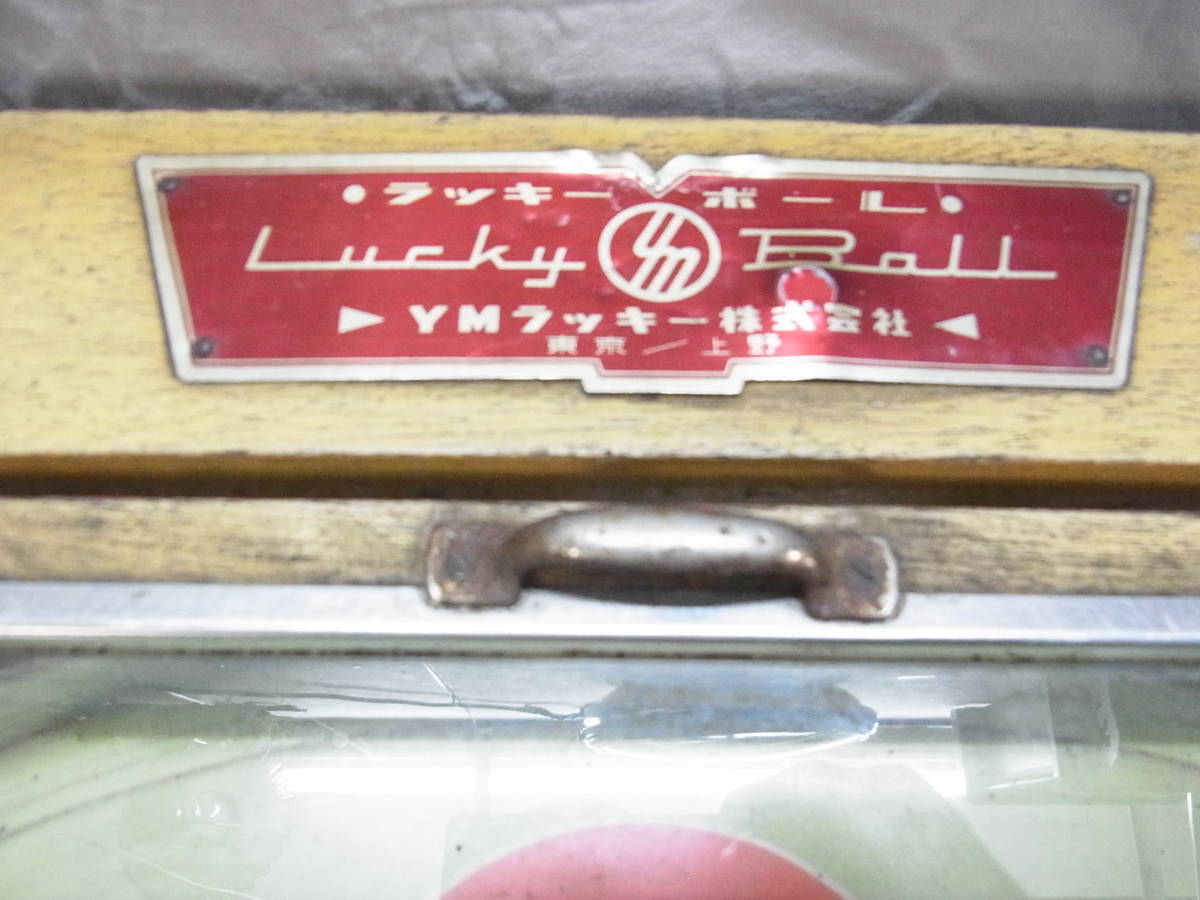 ・ラッキーボール・
Lucky YM Ball
▶YMラッキー株式会社◀
東京/上野